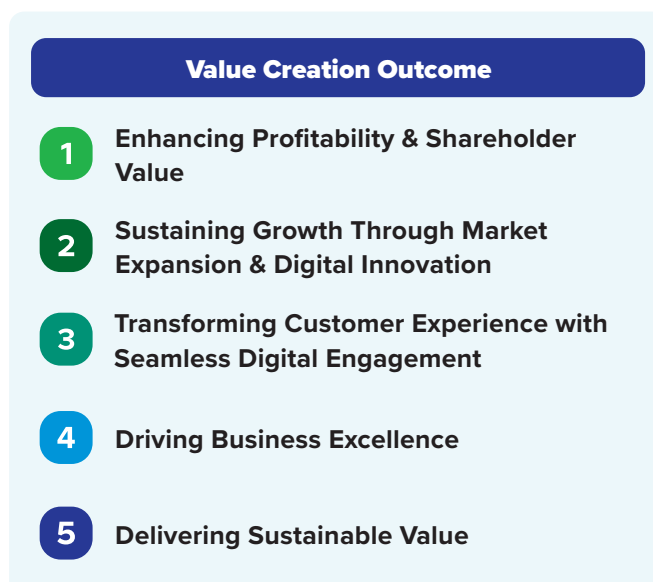 Value Creation Outcome
1 Enhancing Profitability & Shareholder
Value
2 Sustaining Growth Through Market
Expansion & Digital Innovation
3 Transforming Customer Experience with
Seamless Digital Engagement
4 Driving Business Excellence
5 Delivering Sustainable Value